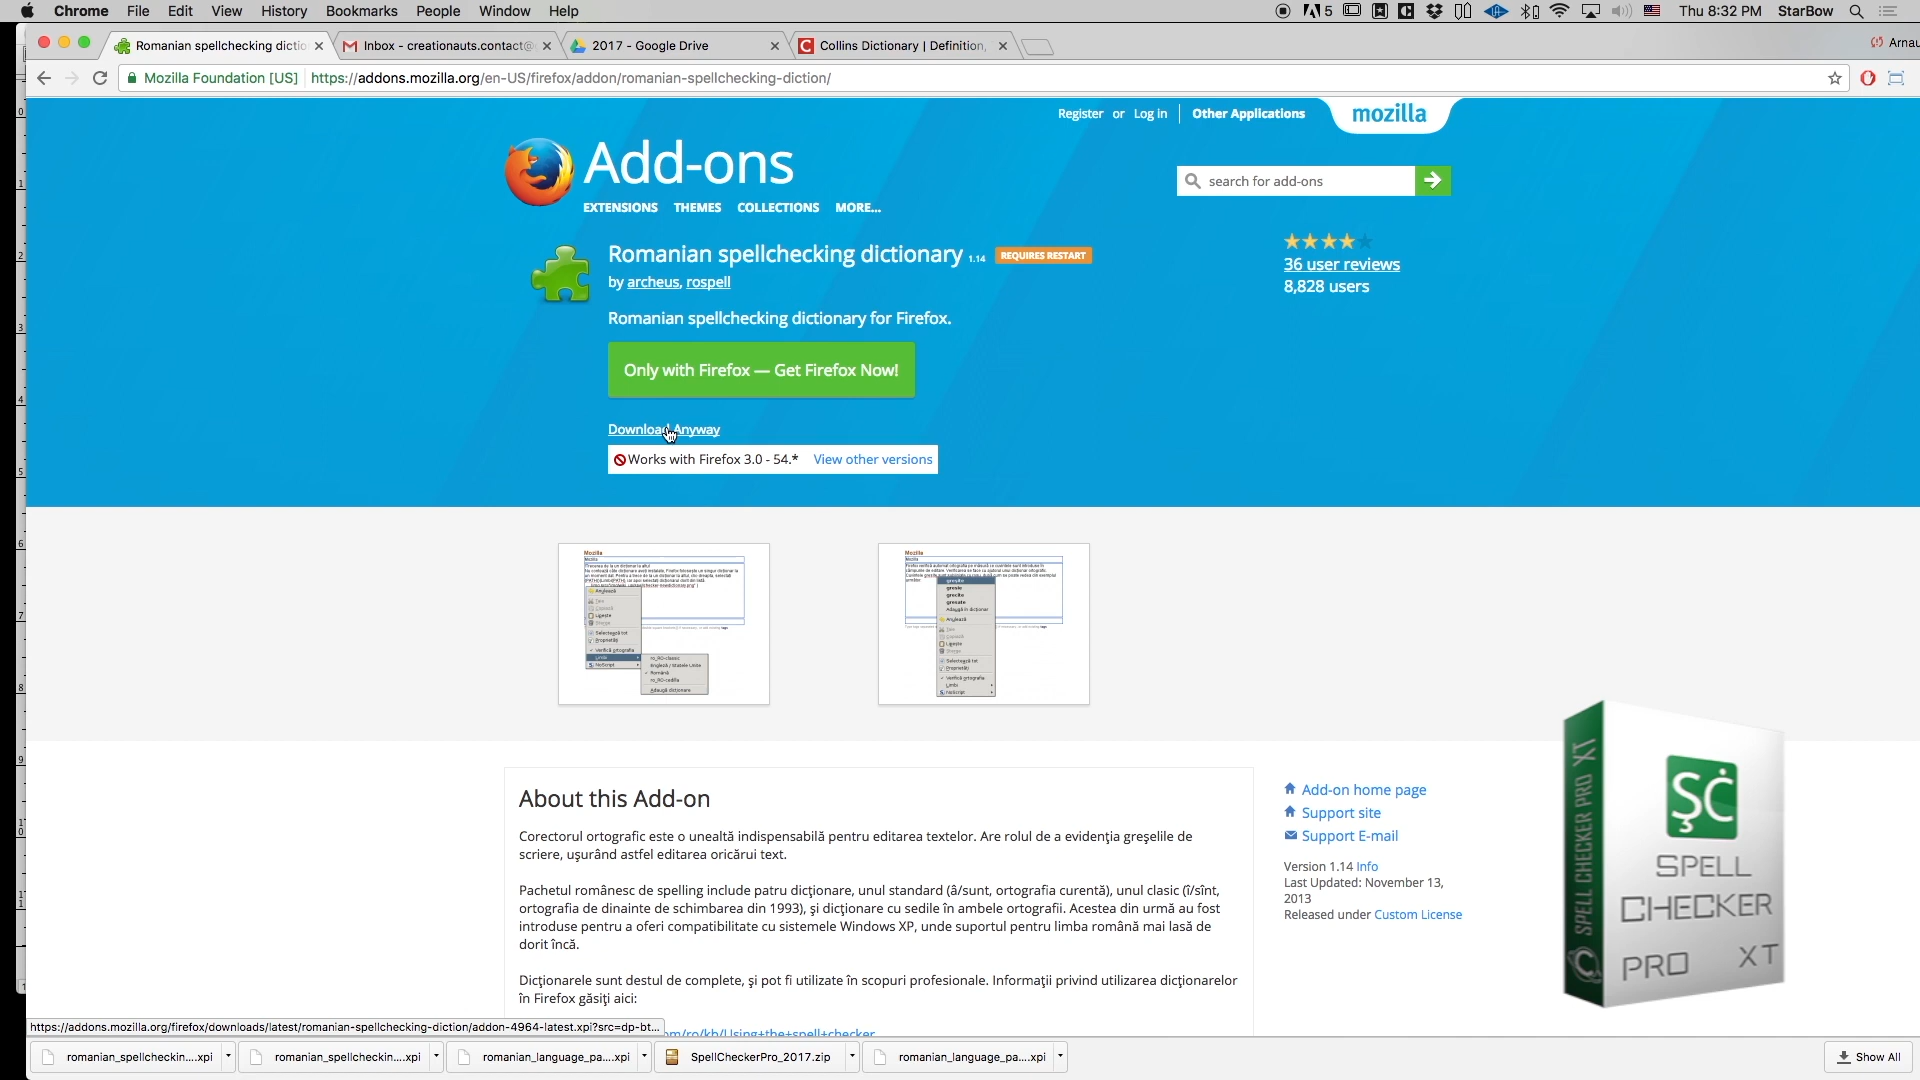 Chrome File Edit View History Bookmarks People Window Help
5 Thu 8:32 PM StarBow
Romanian spellchecking dictio
Inbox - creationauts.contact@
2017 - Google Drive
Collins Dictionary | Definition,
Arnau
Mozilla Foundation [US] https://addons.mozilla.org/en-US/firefox/addon/romanian-spellchecking-diction/
Register or Log in Other Applications
mozilla
Add-ons
search for add-ons
EXTENSIONS THEMES COLLECTIONS MORE...
Romanian spellchecking dictionary 1.14 REQUIRES RESTART
by archeus, rospell
36 user reviews
8,828 users
Romanian spellchecking dictionary for Firefox.
Only with Firefox — Get Firefox Now!
Download Anyway
Works with Firefox 3.0 - 54.* View other versions
Mozilla
Mozilla
About this Add-on
Corectorul ortografic este o unealtă indispensabilă pentru editarea textelor. Are rolul de a evidenţia greşelile de
scriere, uşurând astfel editarea oricărui text.
Pachetul românesc de spelling include patru dicţionare, unul standard (â/sunt, ortografia curentă), unul clasic (î/sînt,
ortografia de dinainte de schimbarea din 1993), şi dicţionare cu sedile în ambele ortografii. Acestea din urmă au fost
introduse pentru a oferi compatibilitate cu sistemele Windows XP, unde suportul pentru limba română mai lasă de
dorit încă.
Dicţionarele sunt destul de complete, şi pot fi utilizate în scopuri profesionale. Informaţii privind utilizarea dicţionarelor
în Firefox găsiţi aici:
om/ro/kb/Using+the+spell+checker
Add-on home page
Support site
Support E-mail
Version 1.14 Info
Last Updated: November 13,
2013
Released under Custom License
SPELL CHECKER PRO XT
ŞĊ
SPELL
CHECKER
PRO XT
https://addons.mozilla.org/firefox/downloads/latest/romanian-spellchecking-diction/addon-4964-latest.xpi?src=dp-bt...
romanian_spellcheckin....xpi
romanian_spellcheckin....xpi
romanian_language_pa....xpi
SpellCheckerPro_2017.zip
romanian_language_pa....xpi
Show All